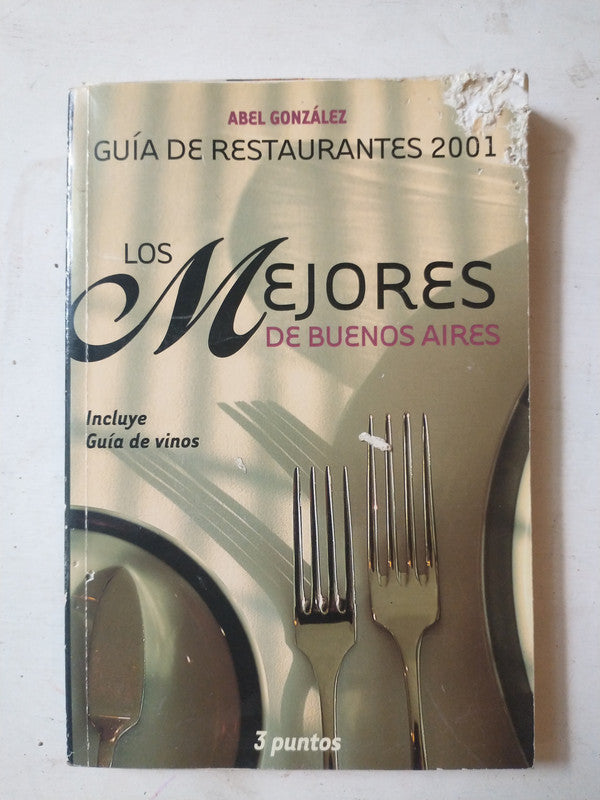 ABEL GONZÁLEZ
GUÍA DE RESTAURANTES 2001
LOS
MEJORES
DE BUENOS AIRES
Incluye
Guía de vinos
3 puntos